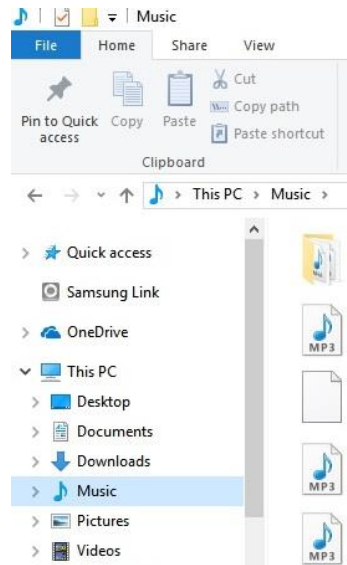 Music
File Home Share View
Pin to Quick access
Copy
Paste
Cut
Copy path
Paste shortcut
Clipboard
This PC > Music >
Quick access
Samsung Link
OneDrive
This PC
Desktop
Documents
Downloads
Music
Pictures
Videos
MP3
MP3
MP3